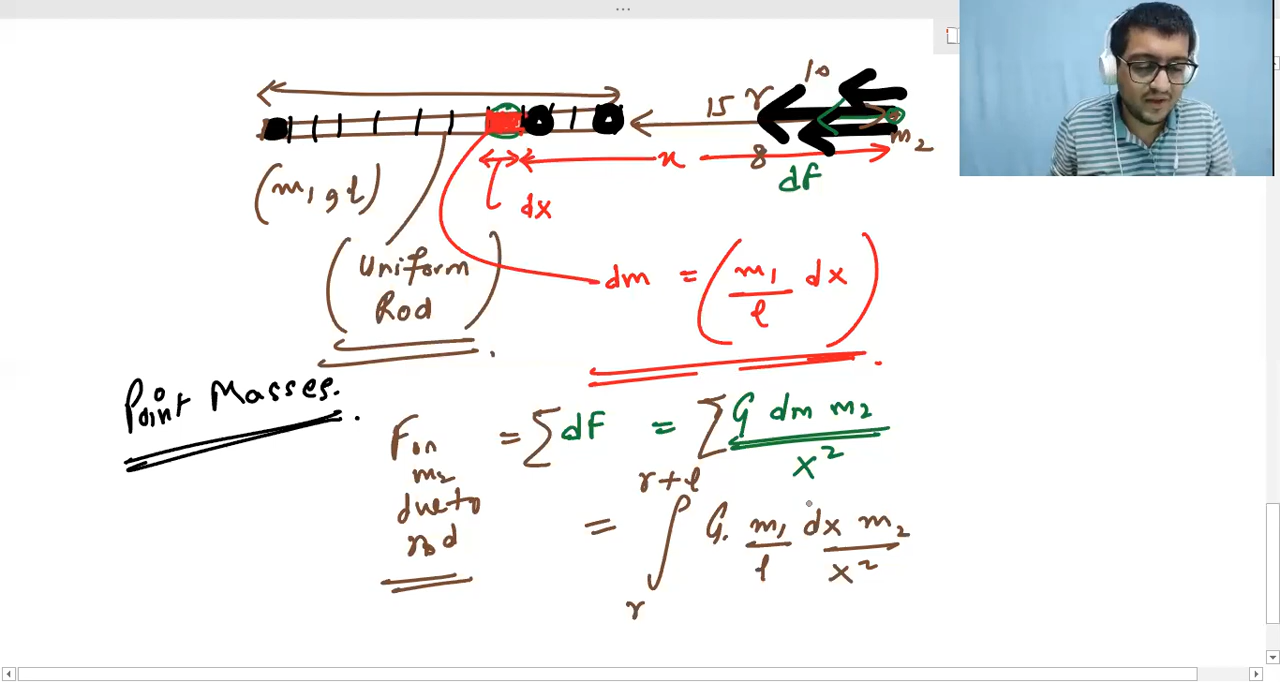 10
15 r
m₂
8
x
dF
(m₁, l)
dx
(Uniform Rod)
dm = (m₁/l dx)
Point Masses.
F on m₂ due to rod = ∑ dF = ∑ G dm m₂ / x²
= ∫ᵣ^(r+l) G. m₁/l dx m₂ / x²